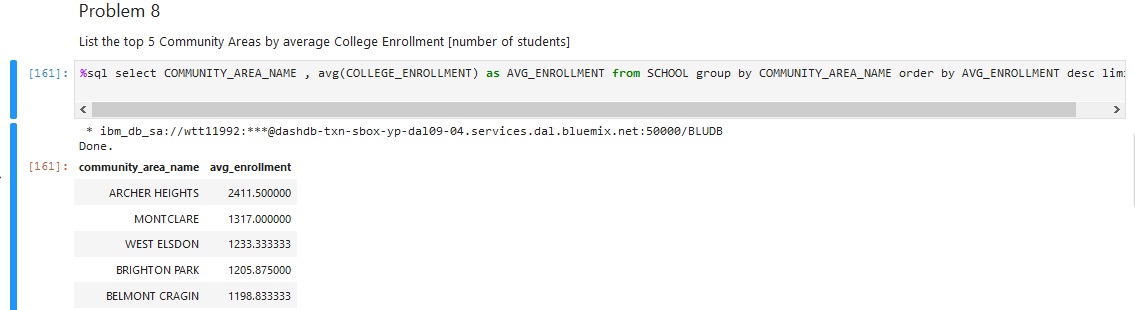 Problem 8
List the top 5 Community Areas by average College Enrollment [number of students]
[161]: %sql select COMMUNITY_AREA_NAME , avg(COLLEGE_ENROLLMENT) as AVG_ENROLLMENT from SCHOOL group by COMMUNITY_AREA_NAME order by AVG_ENROLLMENT desc lim
* ibm_db_sa://wtt11992:***@dashdb-txn-sbox-yp-dal09-04.services.dal.bluemix.net:50000/BLUDB
Done.
[161]: community_area_name avg_enrollment
ARCHER HEIGHTS 2411.500000
MONTCLARE 1317.000000
WEST ELSDON 1233.333333
BRIGHTON PARK 1205.875000
BELMONT CRAGIN 1198.833333